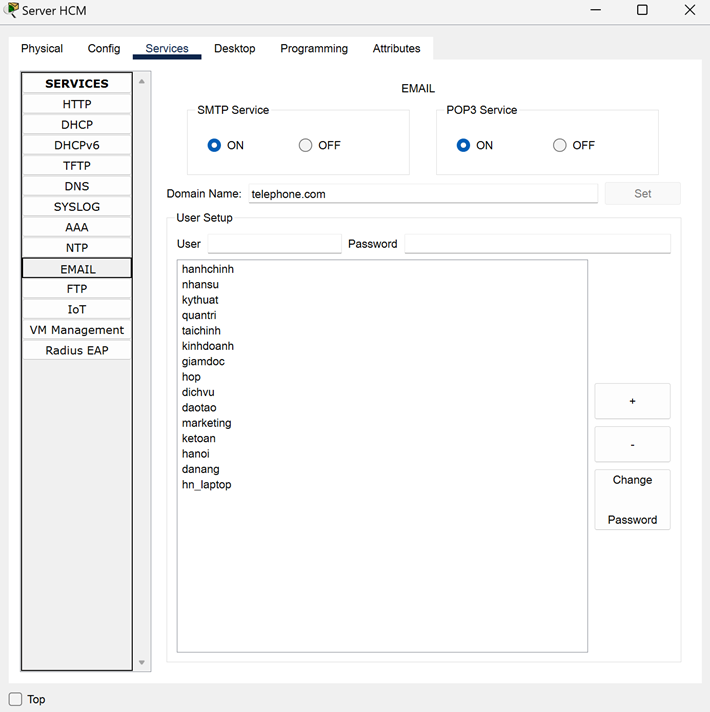 Server HCM
Physical Config Services Desktop Programming Attributes
SERVICES
HTTP
DHCP
DHCPv6
TFTP
DNS
SYSLOG
AAA
NTP
EMAIL
FTP
IoT
VM Management
Radius EAP
EMAIL
SMTP Service
ON OFF
POP3 Service
ON OFF
Domain Name: telephone.com Set
User Setup
User Password
hanhchinh
nhansu
kythuat
quantri
taichinh
kinhdoanh
giamdoc
hop
dichvu
daotao
marketing
ketoan
hanoi
danang
hn_laptop
+
-
Change
Password
Top